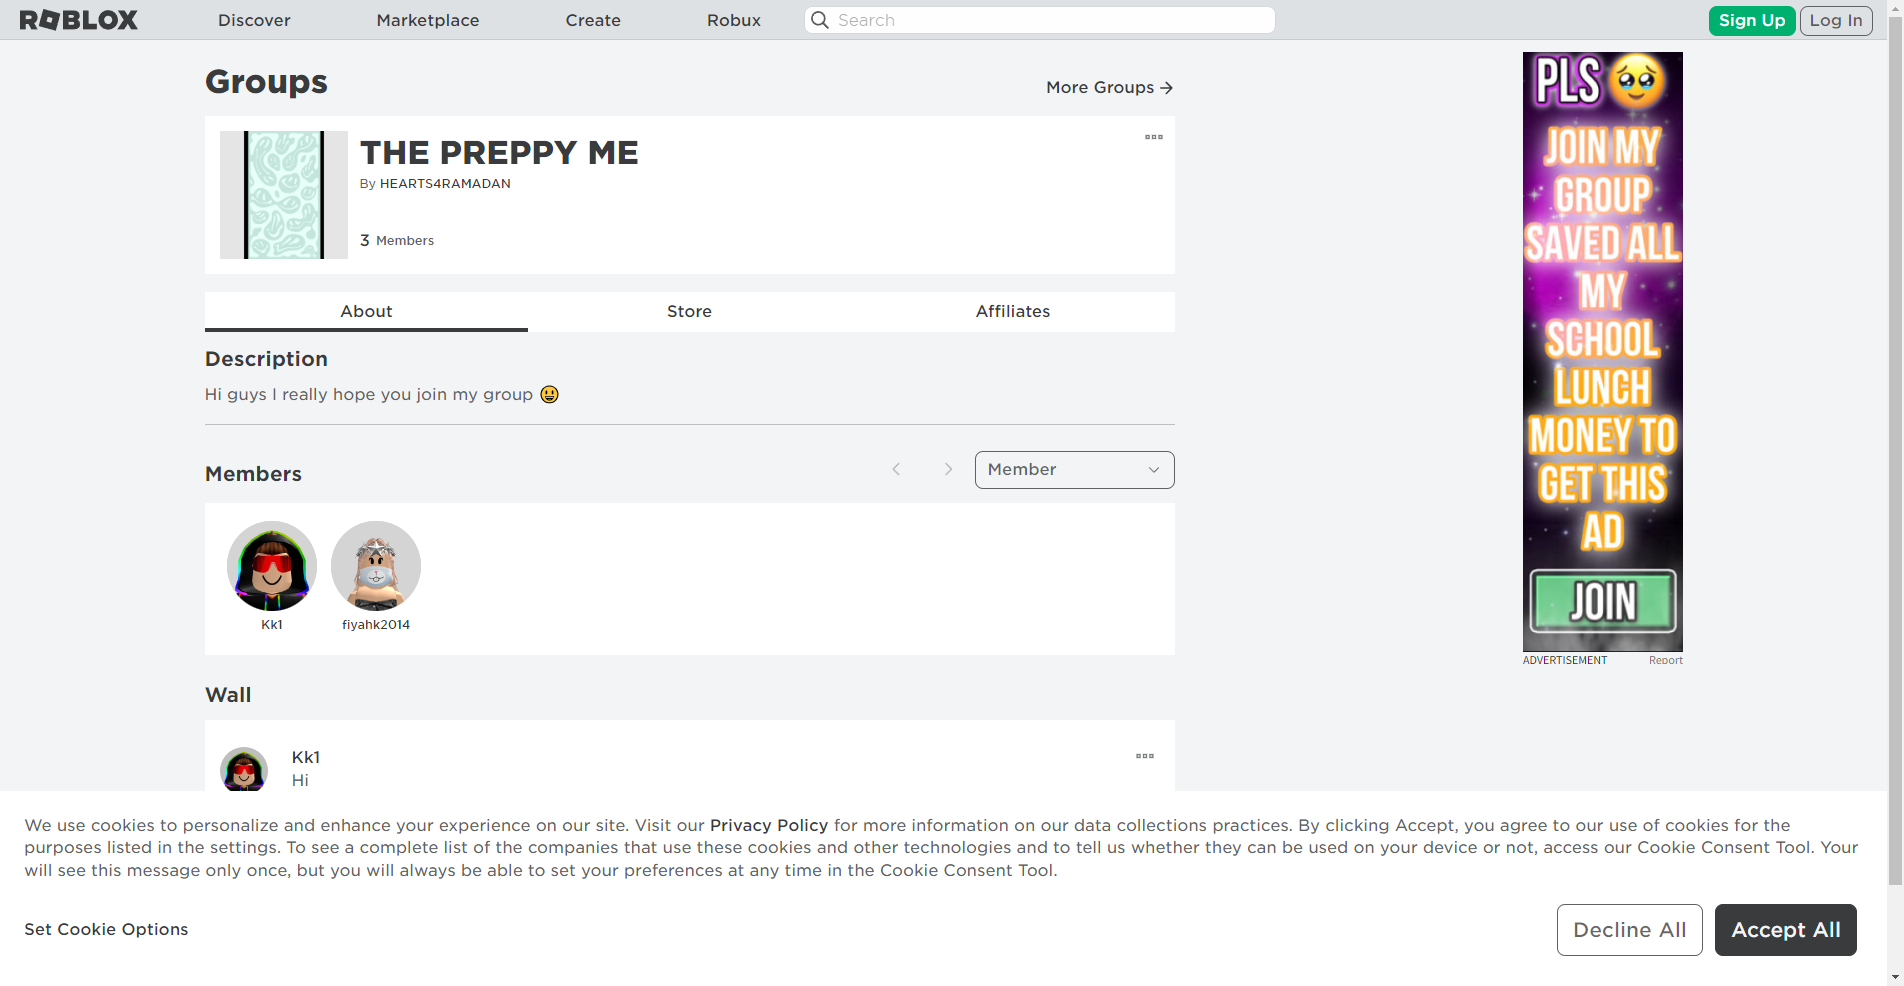 ROBLOX
Discover
Marketplace
Create
Robux
Search
Sign Up
Log In
Groups
More Groups
THE PREPPY ME
By HEARTS4RAMADAN
3 Members
About
Store
Affiliates
Description
Hi guys I really hope you join my group 😃
Members
Member
Kk1
fiyahk2014
Wall
Kk1
Hi
PLS 🥹
JOIN MY
GROUP
SAVED ALL
MY
SCHOOL
LUNCH
MONEY TO
GET THIS
AD
JOIN
ADVERTISEMENT
Report
We use cookies to personalize and enhance your experience on our site. Visit our Privacy Policy for more information on our data collections practices. By clicking Accept, you agree to our use of cookies for the
purposes listed in the settings. To see a complete list of the companies that use these cookies and other technologies and to tell us whether they can be used on your device or not, access our Cookie Consent Tool. Your
will see this message only once, but you will always be able to set your preferences at any time in the Cookie Consent Tool.
Set Cookie Options
Decline All
Accept All